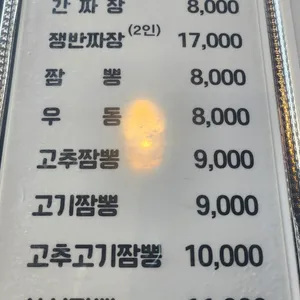 간 짜 장 8,000
쟁반짜장 (2인) 17,000
짬 뽕 8,000
우 동 8,000
고추짬뽕 9,000
고기짬뽕 9,000
고추고기짬뽕 10,000